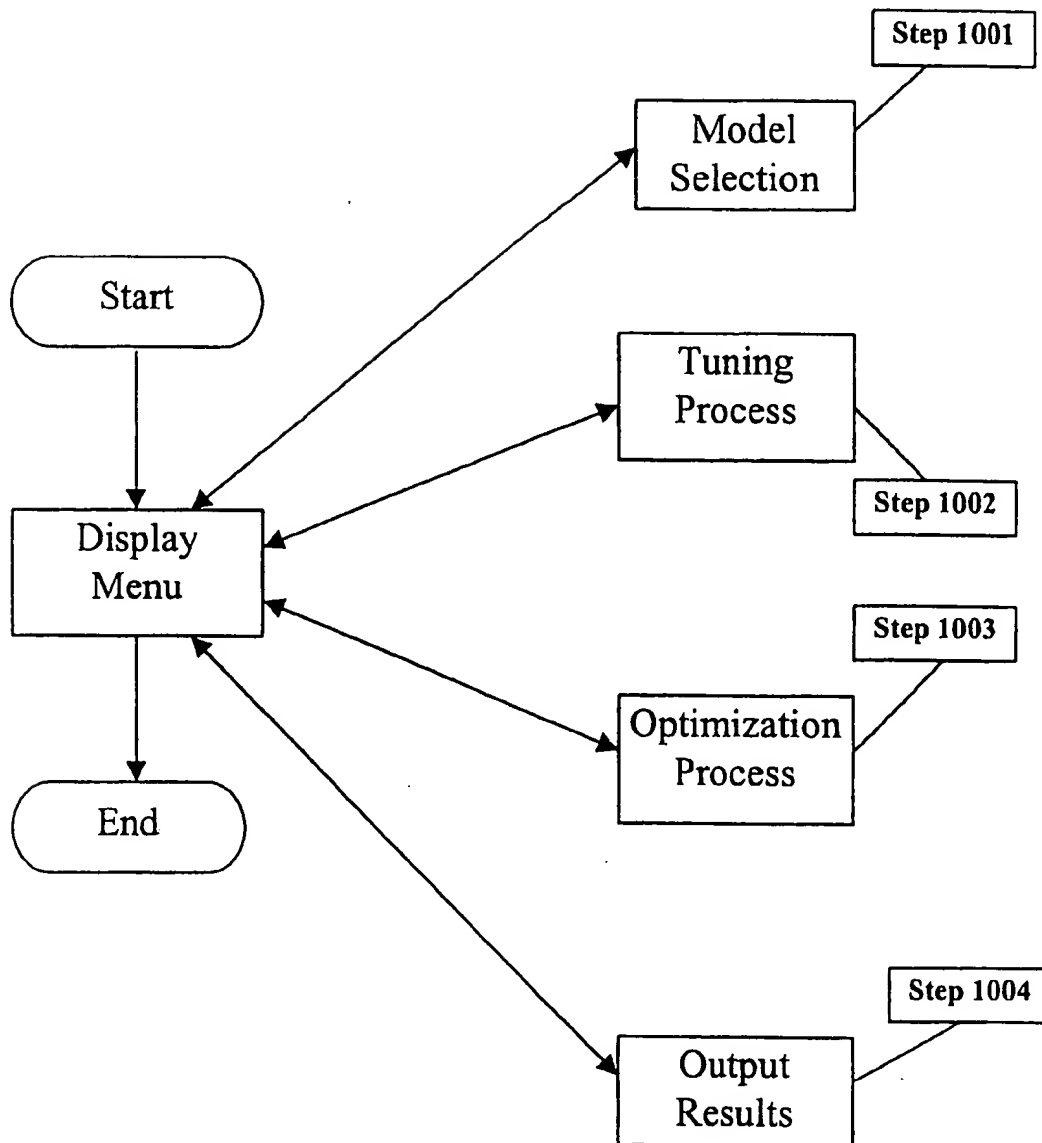 Step 1001
Model
Selection
Start
Tuning
Process
Step 1002
Display
Menu
Step 1003
Optimization
Process
End
Step 1004
Output
Results